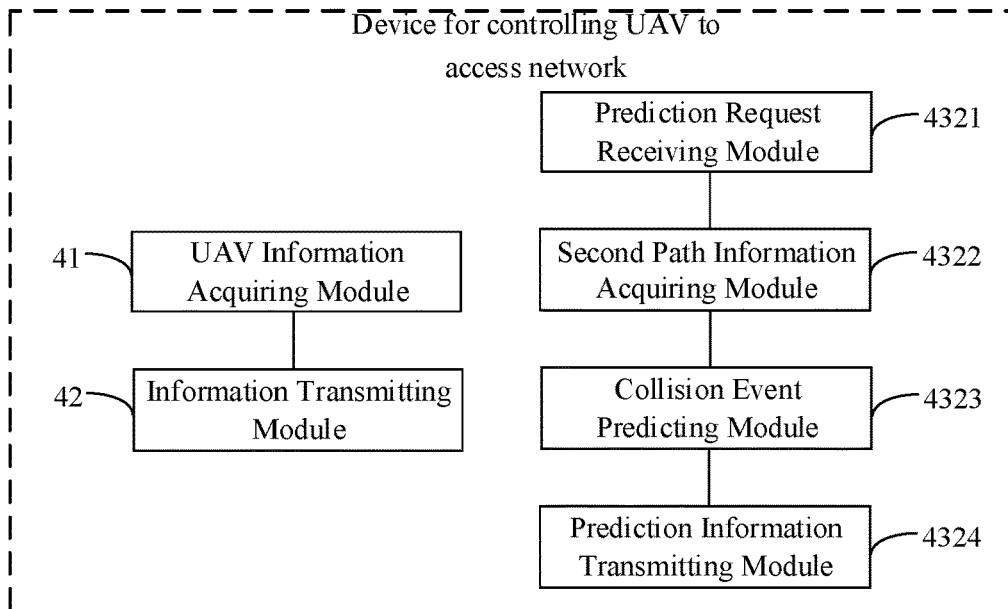 Device for controlling UAV to
access network
Prediction Request
Receiving Module
4321
41
UAV Information
Acquiring Module
Second Path Information
Acquiring Module
4322
42
Information Transmitting
Module
Collision Event
Predicting Module
4323
Prediction Information
Transmitting Module
4324